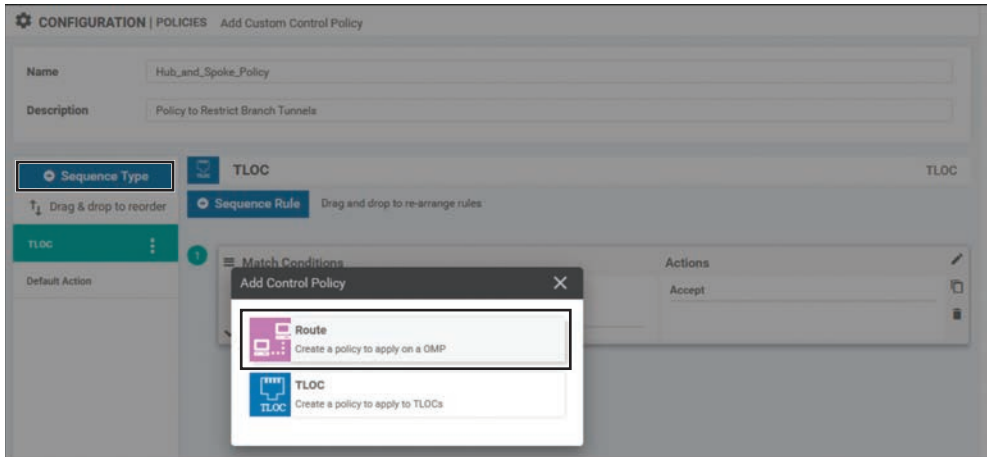 CONFIGURATION | POLICIES Add Custom Control Policy
Name Hub_and_Spoke_Policy
Description Policy to Restrict Branch Tunnels
Sequence Type
Drag & drop to reorder
TLOC
Default Action
TLOC
TLOC TLOC
Sequence Rule Drag and drop to re-arrange rules
1
Match Conditions Actions
Accept
Add Control Policy
Route
Create a policy to apply on a OMP
TLOC
TLOC
Create a policy to apply to TLOCs